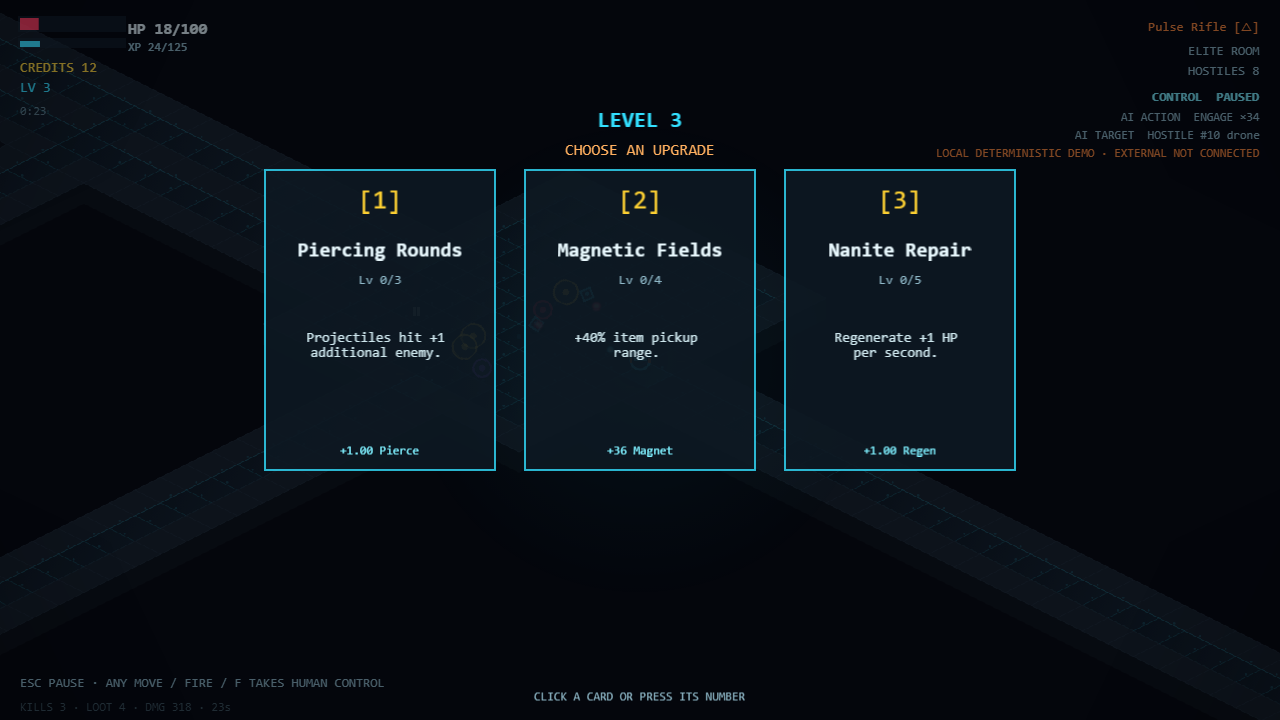 HP 18/100
XP 24/125
CREDITS 12
LV 3
0:23
Pulse Rifle [△]
ELITE ROOM
HOSTILES 8
CONTROL PAUSED
AI ACTION ENGAGE ×34
AI TARGET HOSTILE #10 drone
LOCAL DETERMINISTIC DEMO · EXTERNAL NOT CONNECTED
LEVEL 3
CHOOSE AN UPGRADE
[1]
Piercing Rounds
Lv 0/3
Projectiles hit +1
additional enemy.
+1.00 Pierce
[2]
Magnetic Fields
Lv 0/4
+40% item pickup
range.
+36 Magnet
[3]
Nanite Repair
Lv 0/5
Regenerate +1 HP
per second.
+1.00 Regen
ESC PAUSE · ANY MOVE / FIRE / F TAKES HUMAN CONTROL
KILLS 3 · LOOT 4 · DMG 318 · 23s
CLICK A CARD OR PRESS ITS NUMBER